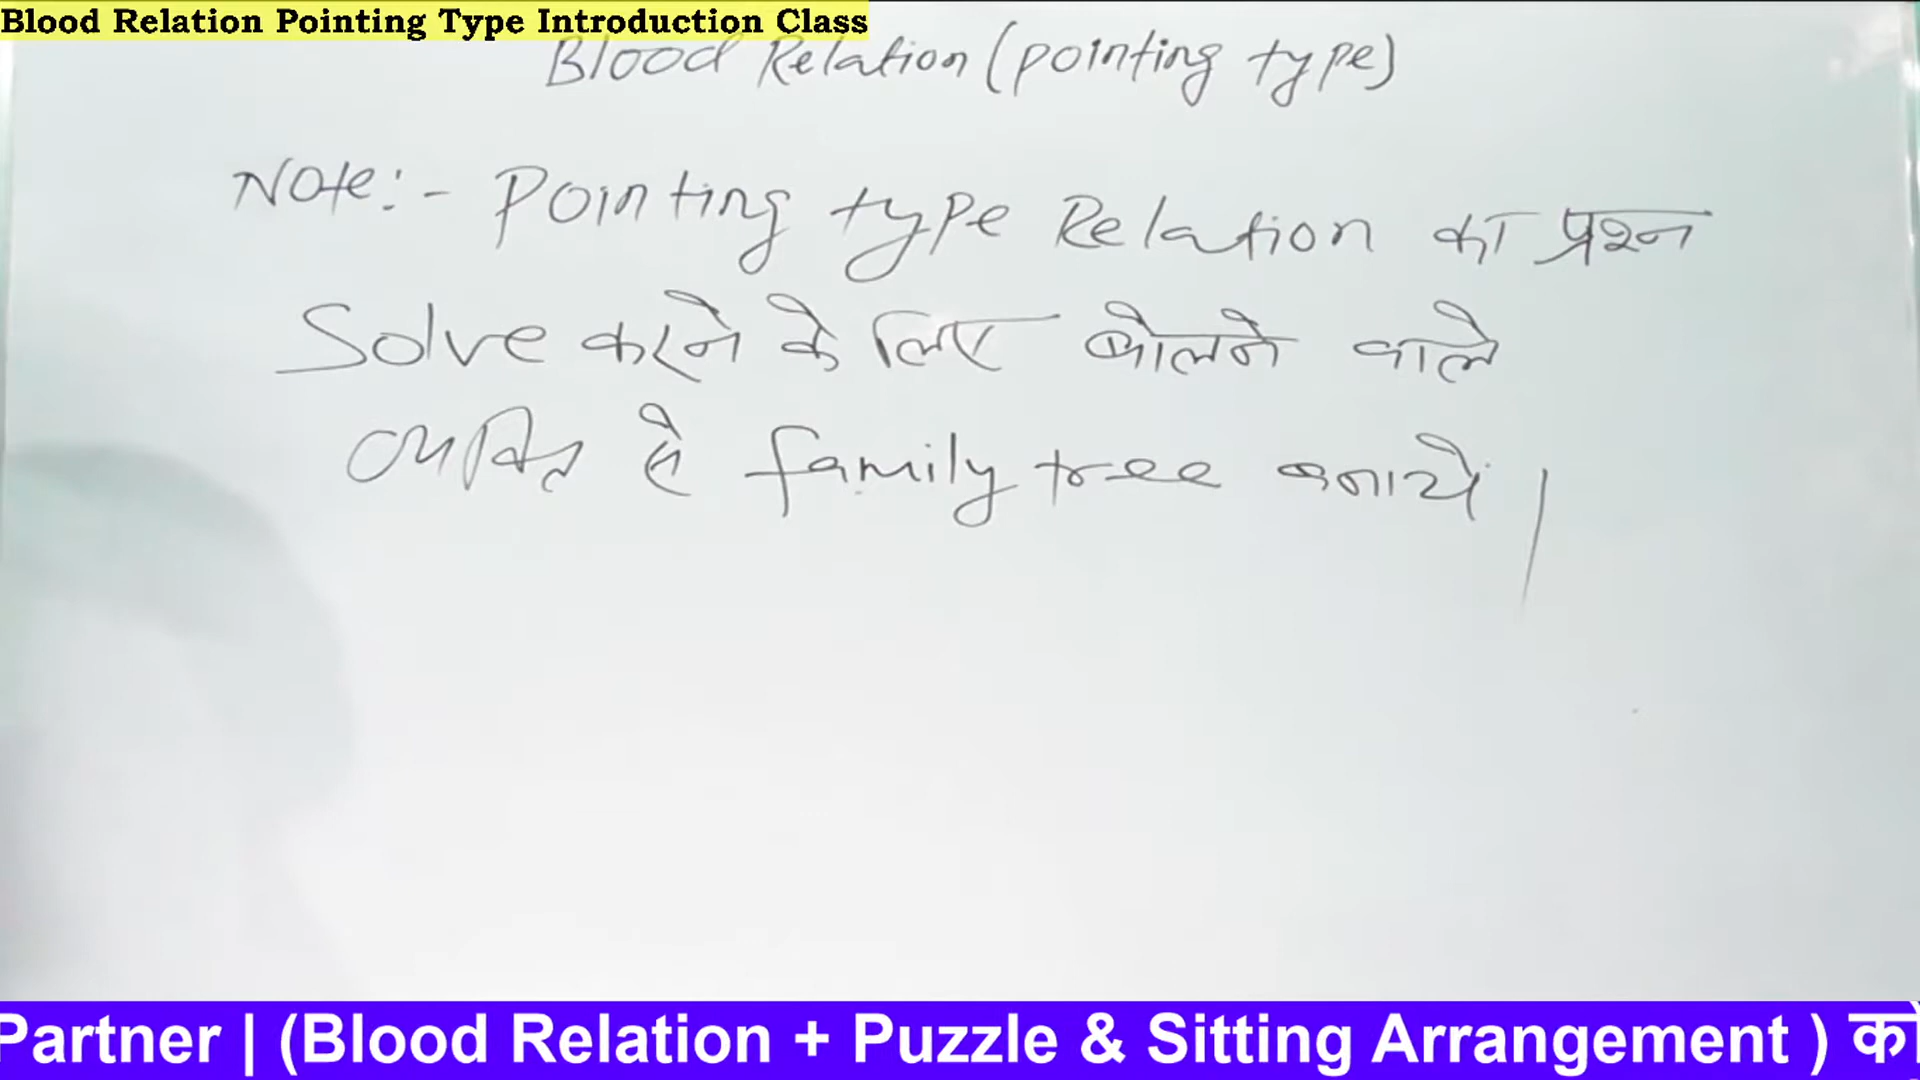 Blood Relation Pointing Type Introduction Class
Blood Relation (pointing type)
Note:- Pointing type Relation का प्रश्न
Solve करने के लिए बोलने वाले
व्यक्ति से family tree बनाये।
Partner | (Blood Relation + Puzzle & Sitting Arrangement ) को